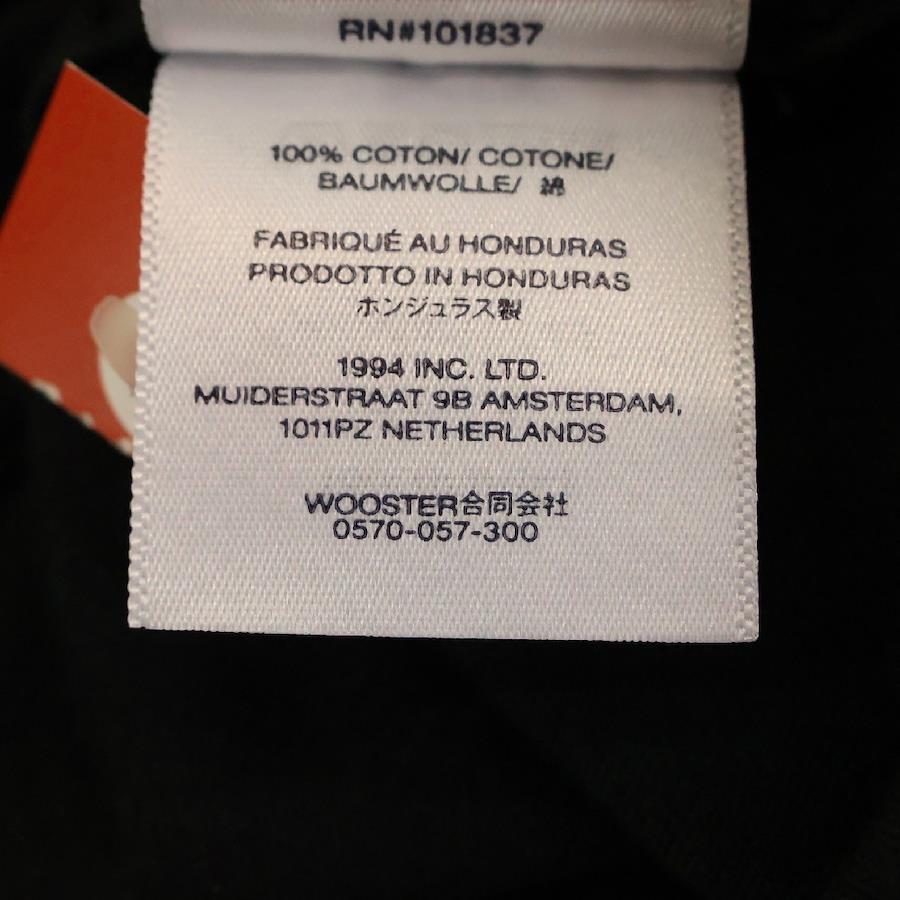 RN#101837
100% COTON/ COTONE/
BAUMWOLLE/ 綿
FABRIQUÉ AU HONDURAS
PRODOTTO IN HONDURAS
ホンジュラス製
1994 INC. LTD.
MUIDERSTRAAT 9B AMSTERDAM,
1011PZ NETHERLANDS
WOOSTER合同会社
0570-057-300